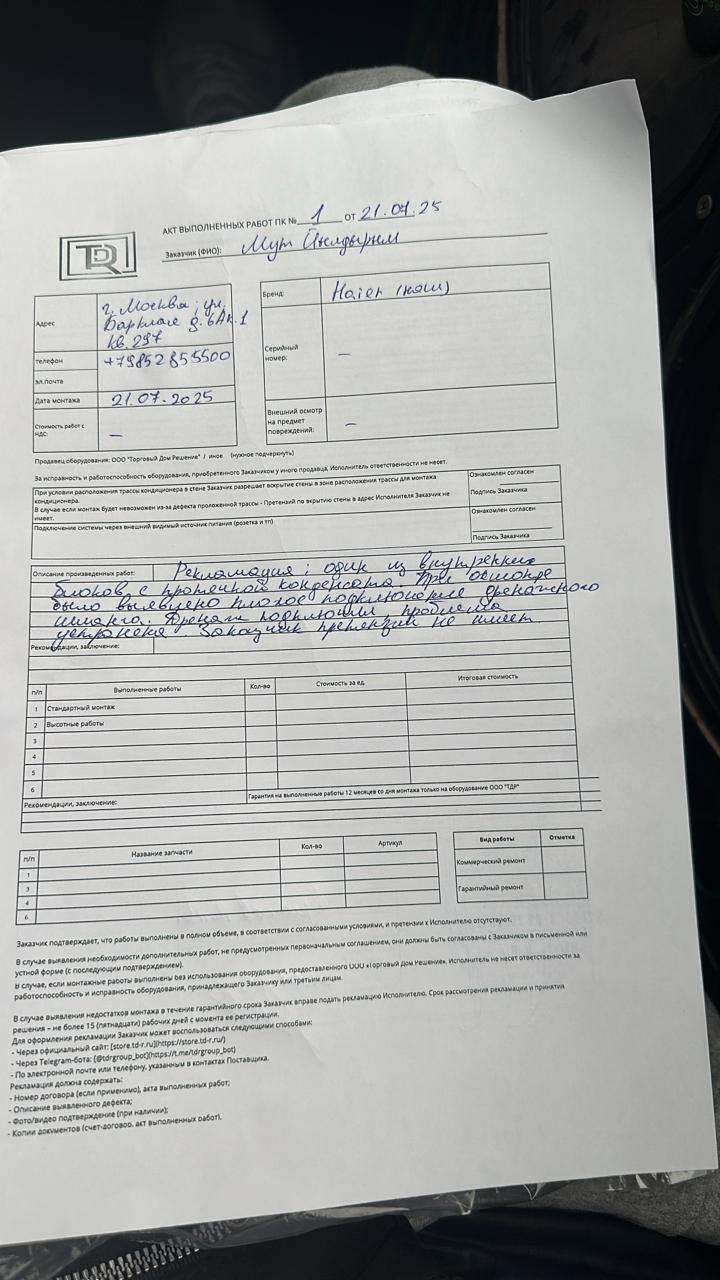 TDR
АКТ ВЫПОЛНЕННЫХ РАБОТ ПК № 1 ОТ 21.07.25
Заказчик (ФИО): Мут Йылдырым
Адрес г. Москва, ул. Барклая д. 6Ак.1 кв. 297
телефон +79852855500
эл.почта
Дата монтажа 21.07.2025
Стоимость работ с НДС: —
Бренд: Haier (наш)
Серийный номер: —
Внешний осмотр на предмет повреждений: —
Продавец оборудования: ООО "Торговый Дом Решение" / иное (нужное подчеркнуть)
За исправность и работоспособность оборудования, приобретенного Заказчиком у иного продавца, Исполнитель ответственности не несет.
При условии расположения трассы кондиционера в стене Заказчик разрешает вскрытие стены в зоне расположения трассы для монтажа
кондиционера.
В случае если монтаж будет невозможен из-за дефекта проложенной трассы - Претензий по вкрытию стены в адрес Исполнителя Заказчик не
имеет.
Ознакомлен согласен
Подпись Заказчика
Подключение системы через внешний видимый источник питания (розетка и тп)
Ознакомлен согласен
Подпись Заказчика
Описание произведенных работ: Рекламация: один из внутренних
блоков с протечкой конденсата. При осмотре
было выявлено плохое подключение дренажного
шланга. Дренаж подключили проблема
устранена. Заказчик претензий не имеет
Рекомендации, заключение:
п/п Выполненные работы Кол-во Стоимость за ед. Итоговая стоимость
1 Стандартный монтаж
2 Высотные работы
3
4
5
6
Гарантия на выполненные работы 12 месяцев со дня монтажа только на оборудование ООО "ТДР"
Рекомендации, заключение:
п/п Название запчасти Кол-во Артикул
1
3
4
6
Вид работы Отметка
Коммерческий ремонт
Гарантийный ремонт
Заказчик подтверждает, что работы выполнены в полном объеме, в соответствии с согласованными условиями, и претензии к Исполнителю отсутствуют.
В случае выявления необходимости дополнительных работ, не предусмотренных первоначальным соглашением, они должны быть согласованы с Заказчиком в письменной или
устной форме (с последующим подтверждением).
В случае, если монтажные работы выполнены без использования оборудования, предоставленного ООО «Торговый Дом Решение», Исполнитель не несет ответственности за
работоспособность и исправность оборудования, принадлежащего Заказчику или третьим лицам.
В случае выявления недостатков монтажа в течение гарантийного срока Заказчик вправе подать рекламацию Исполнителю. Срок рассмотрения рекламации и принятия
решения – не более 15 (пятнадцати) рабочих дней с момента ее регистрации.
Для оформления рекламации Заказчик может воспользоваться следующими способами:
- Через официальный сайт: [store.td-r.ru](https://store.td-r.ru/)
- Через Telegram-бота: [@tdrgroup_bot](https://t.me/tdrgroup_bot)
- По электронной почте или телефону, указанным в контактах Поставщика.
Рекламация должна содержать:
- Номер договора (если применимо), акта выполненных работ;
- Описание выявленного дефекта;
- Фото/видео подтверждение (при наличии);
- Копии документов (счет-договор, акт выполненных работ).